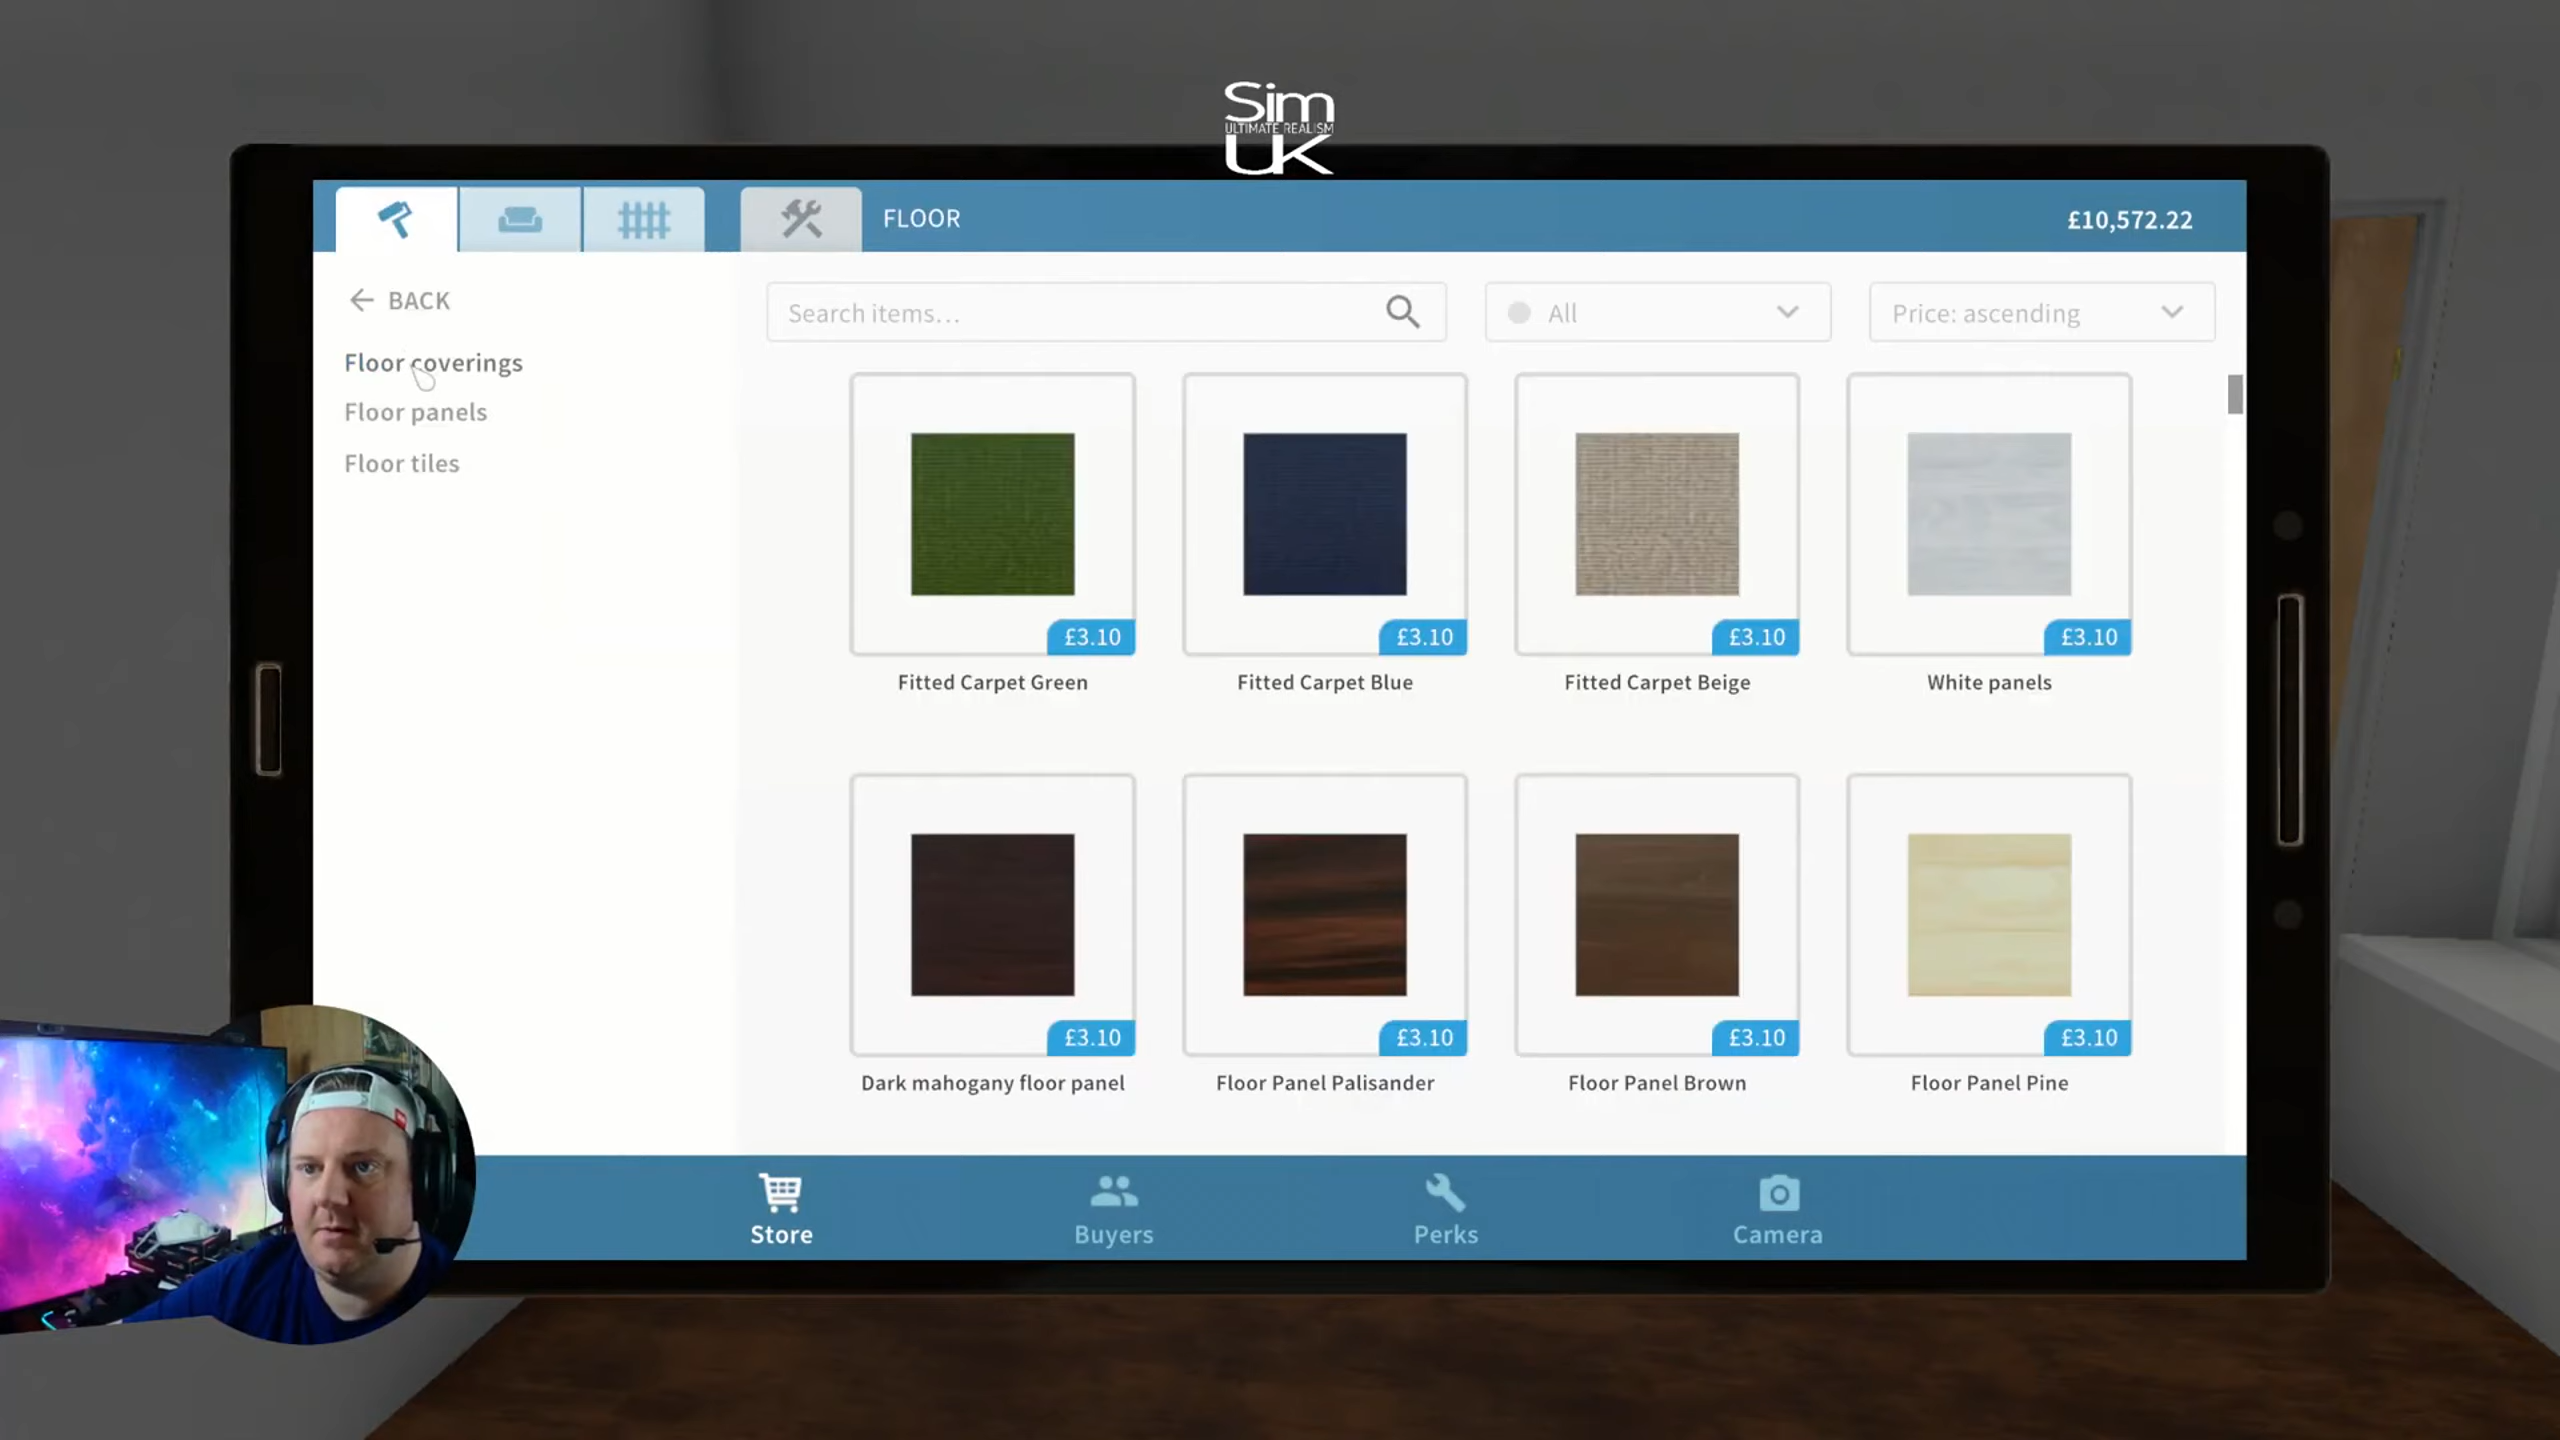 Sim
ULTIMATE REALISM
UK
FLOOR
£10,572.22
BACK
Search items...
All
Price: ascending
Floor coverings
Floor panels
Floor tiles
£3.10
£3.10
£3.10
£3.10
Fitted Carpet Green
Fitted Carpet Blue
Fitted Carpet Beige
White panels
£3.10
£3.10
£3.10
£3.10
Dark mahogany floor panel
Floor Panel Palisander
Floor Panel Brown
Floor Panel Pine
Store
Buyers
Perks
Camera